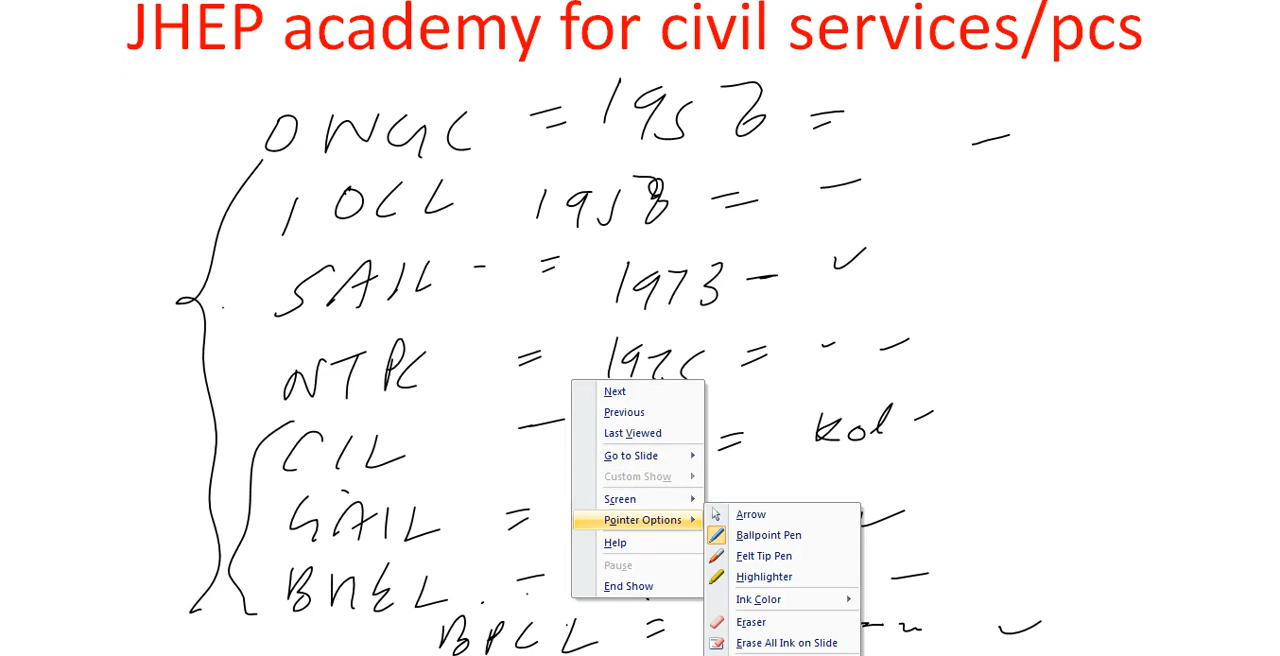 JHEP academy for civil services/pcs
ONGC = 1956 = -
IOCL 1958 = -
SAIL - = 1973 - ✓
NTPC = 1975 = - -
CIL - = Kol -
GAIL =
BHEL -
BPCL =
Next
Previous
Last Viewed
Go to Slide
Custom Show
Screen
Pointer Options
Help
Pause
End Show
Arrow
Ballpoint Pen
Felt Tip Pen
Highlighter
Ink Color
Eraser
Erase All Ink on Slide